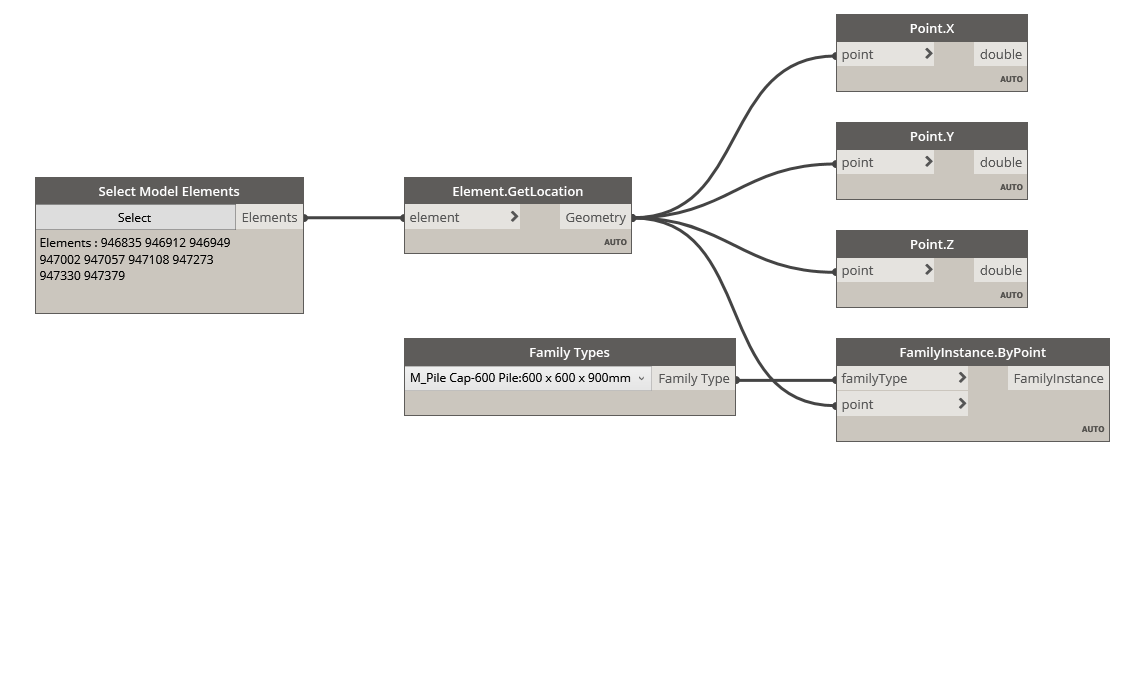 Point.X
point
double
AUTO
Point.Y
point
double
AUTO
Select Model Elements
Select
Elements
Elements : 946835 946912 946949
947002 947057 947108 947273
947330 947379
Element.GetLocation
element
Geometry
AUTO
Point.Z
point
double
AUTO
Family Types
M_Pile Cap-600 Pile:600 x 600 x 900mm
Family Type
FamilyInstance.ByPoint
familyType
FamilyInstance
point
AUTO